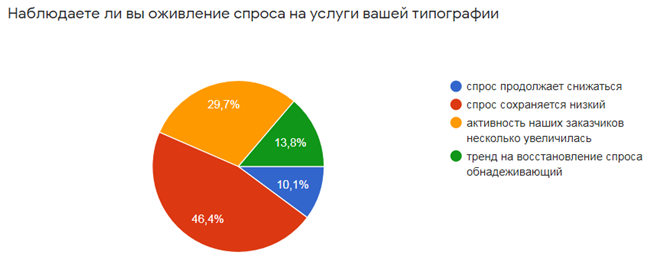 Наблюдаете ли вы оживление спроса на услуги вашей типографии
29,7%
13,8%
10,1%
46,4%
спрос продолжает снижаться
спрос сохраняется низкий
активность наших заказчиков
несколько увеличилась
тренд на восстановление спроса
обнадеживающий